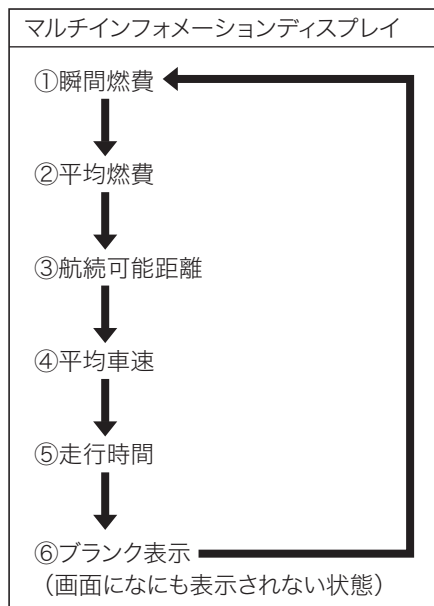 マルチインフォメーションディスプレイ
①瞬間燃費
②平均燃費
③航続可能距離
④平均車速
⑤走行時間
⑥ブランク表示
（画面になにも表示されない状態）